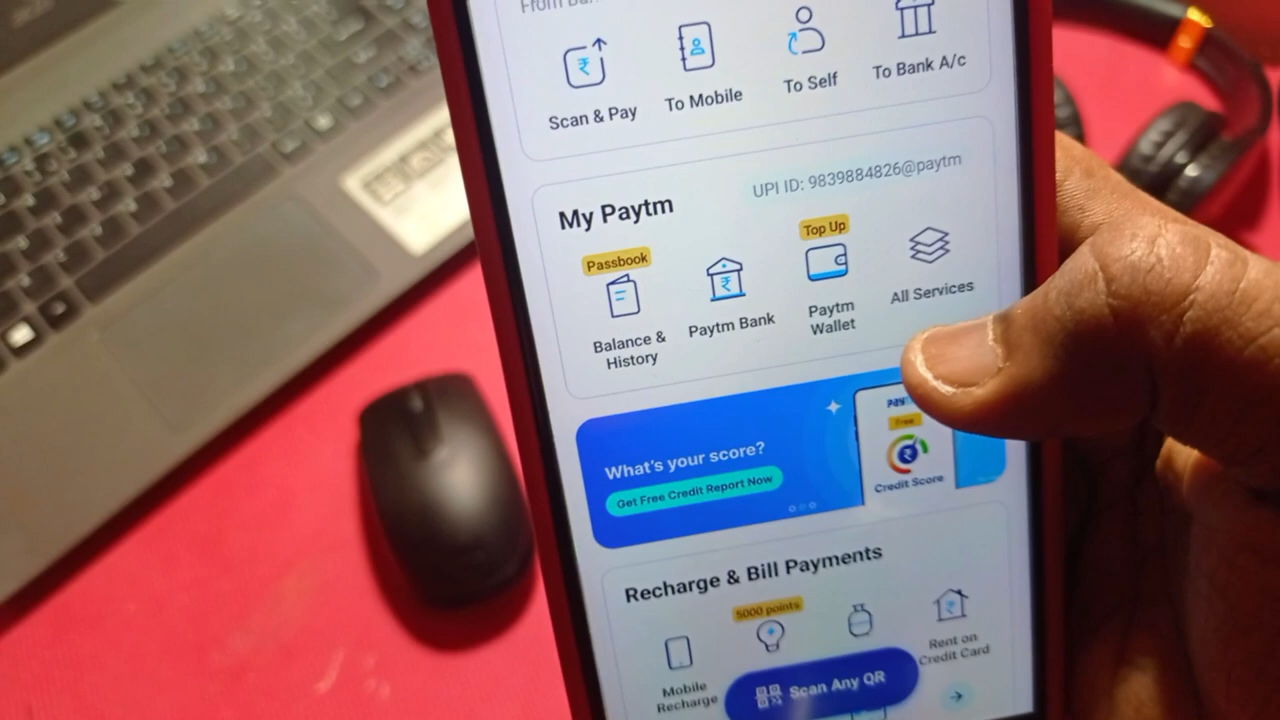 Scan & Pay
To Mobile
To Self
To Bank A/c
My Paytm
UPI ID: 9839884826@paytm
Passbook
Top Up
Balance &
History
Paytm Bank
Paytm
Wallet
All Services
What's your score?
Get Free Credit Report Now
Free
Credit Score
Recharge & Bill Payments
5000 points
Mobile
Recharge
Rent on
Credit Card
Scan Any QR